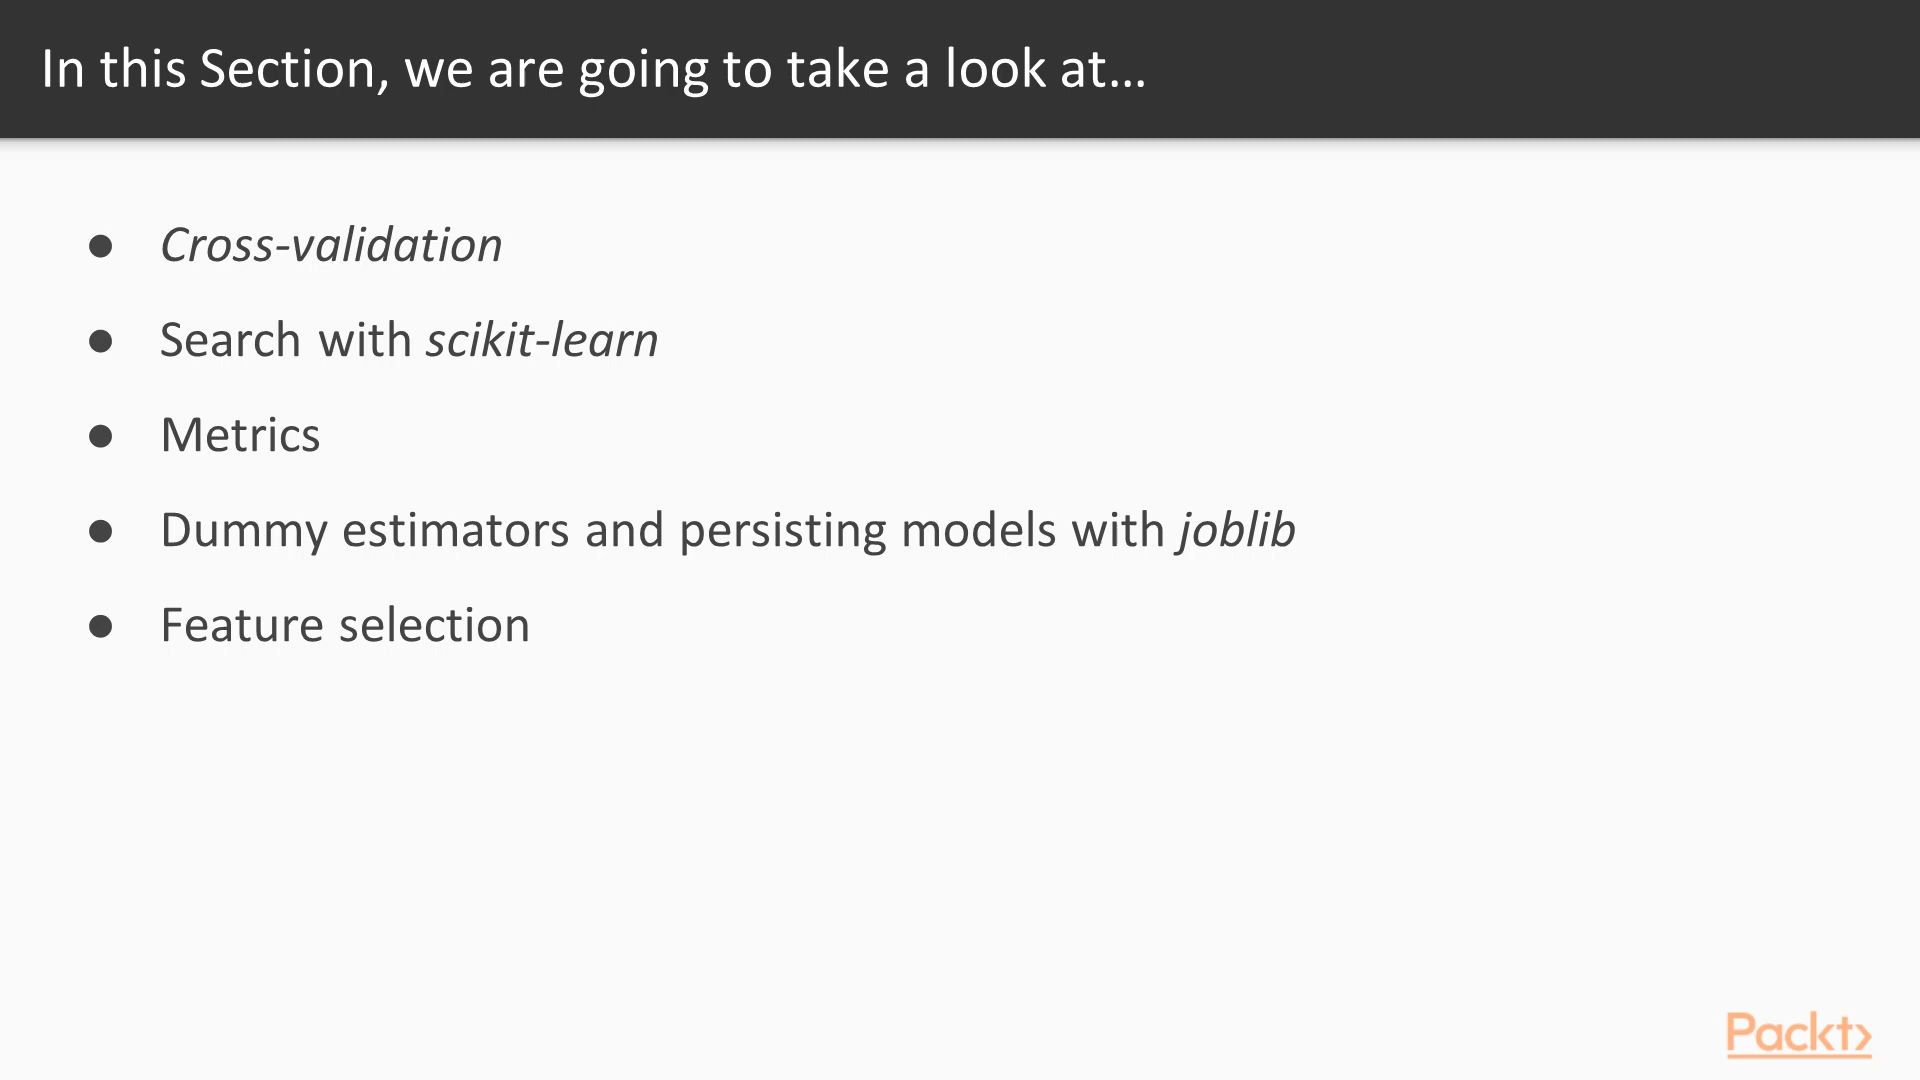 In this Section, we are going to take a look at…
● Cross-validation
● Search with scikit-learn
● Metrics
● Dummy estimators and persisting models with joblib
● Feature selection
Packt>